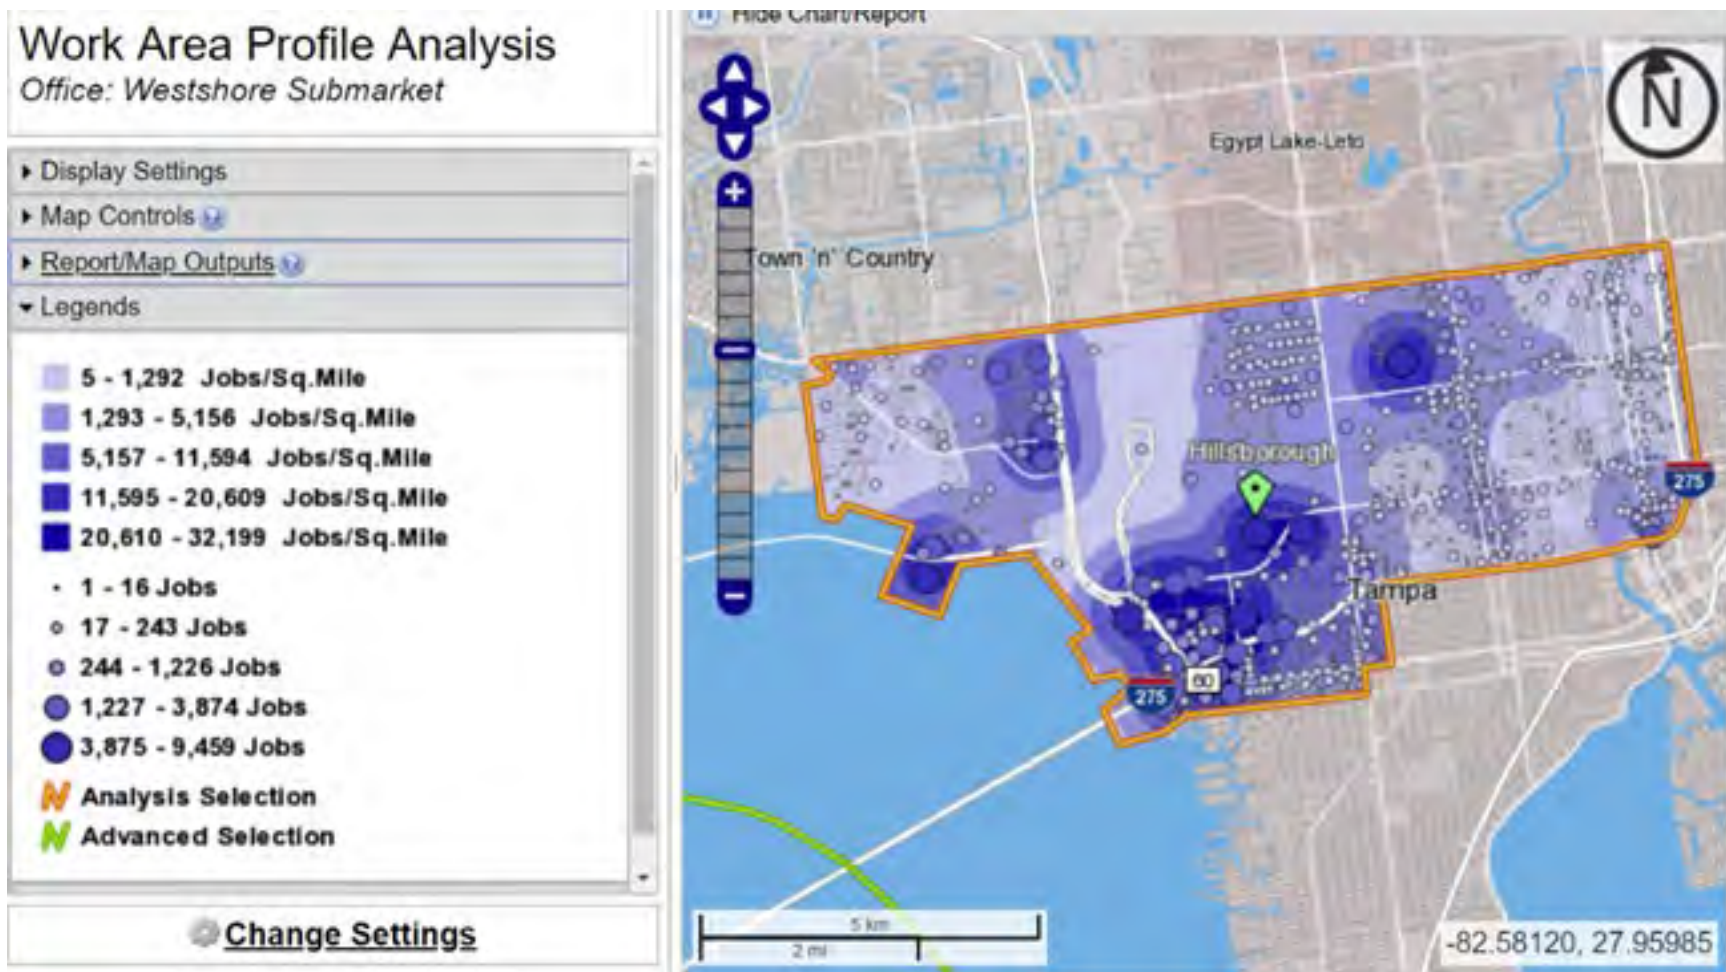 Work Area Profile Analysis
Office: Westshore Submarket
Display Settings
Map Controls
Report/Map Outputs
Legends
5 - 1,292 Jobs/Sq.Mile
1,293 - 5,156 Jobs/Sq.Mile
5,157 - 11,594 Jobs/Sq.Mile
11,595 - 20,609 Jobs/Sq.Mile
20,610 - 32,199 Jobs/Sq.Mile
1 - 16 Jobs
17 - 243 Jobs
244 - 1,226 Jobs
1,227 - 3,874 Jobs
3,875 - 9,459 Jobs
Analysis Selection
Advanced Selection
Change Settings
Hide Chart/Report
N
Egypt Lake-Leto
Town 'n' Country
Hillsborough
275
Tampa
60
275
5 km
2 mi
-82.58120, 27.95985